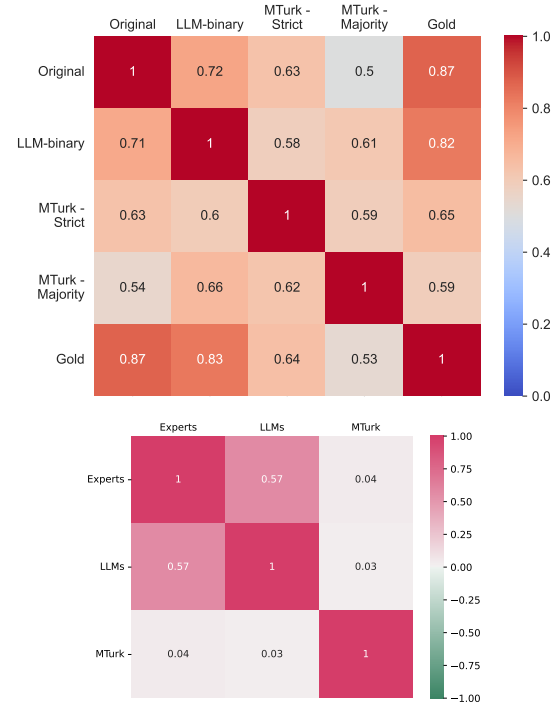 Original LLM-binary MTurk - Strict MTurk - Majority Gold
1.0
Original 1 0.72 0.63 0.5 0.87
0.8
LLM-binary 0.71 1 0.58 0.61 0.82
0.6
MTurk - Strict 0.63 0.6 1 0.59 0.65
0.4
MTurk - Majority 0.54 0.66 0.62 1 0.59
0.2
Gold 0.87 0.83 0.64 0.53 1
0.0
Experts LLMs MTurk
1.00
0.75
Experts 1 0.57 0.04
0.50
0.25
LLMs 0.57 1 0.03
0.00
−0.25
−0.50
MTurk 0.04 0.03 1
−0.75
−1.00